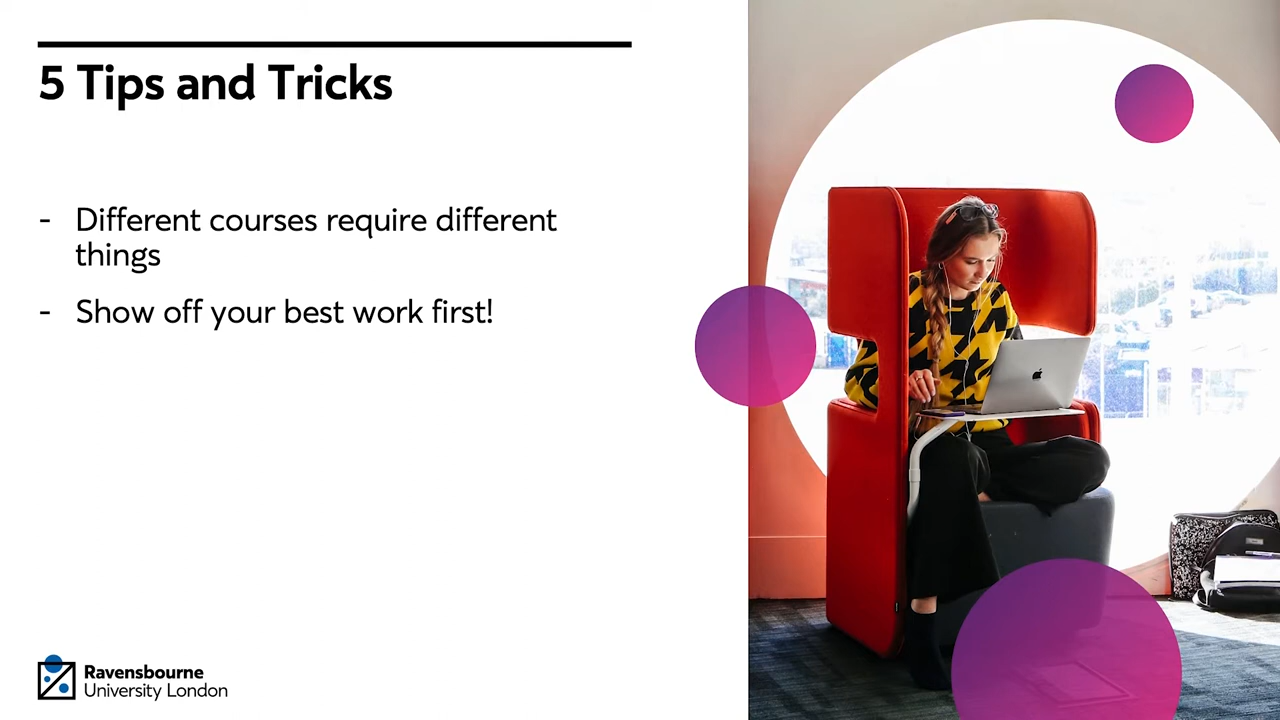 5 Tips and Tricks
- Different courses require different
things
- Show off your best work first!
Ravensbourne
University London